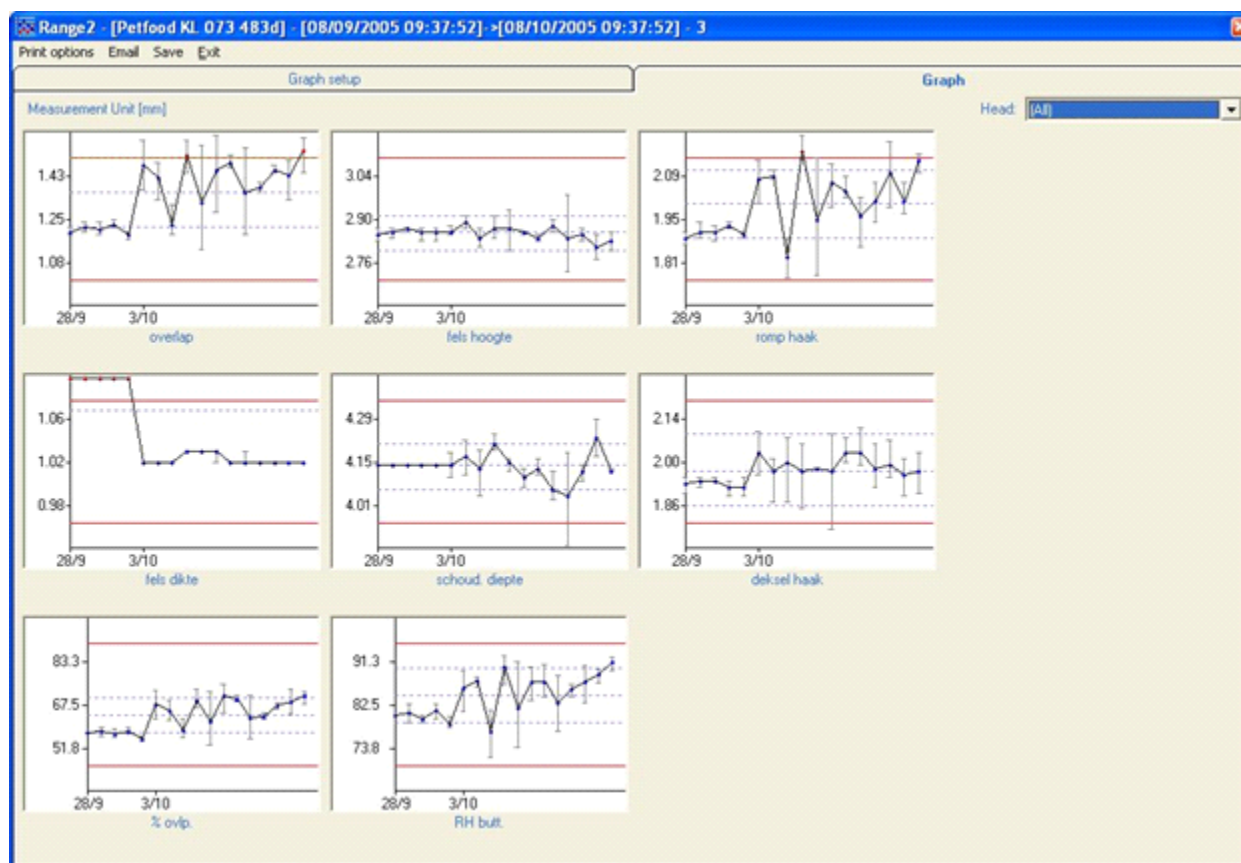 Range2 - [Petfood KL 073 483d] - [08/09/2005 09:37:52]->[08/10/2005 09:37:52] - 3
Print options Email Save Exit
Graph setup Graph
Measurement Unit [mm] Head: (All)
1.43 3.04 2.09
1.25 2.90 1.95
1.08 2.76 1.81
28/9 3/10 28/9 3/10 28/9 3/10
overlap fels hoogte romp haak
1.06 4.29 2.14
1.02 4.15 2.00
0.98 4.01 1.86
28/9 3/10 28/9 3/10 28/9 3/10
fels dikte schoud. diepte deksel haak
83.3 91.3
67.5 82.5
51.8 73.8
28/9 3/10 28/9 3/10
% ovlp. RH butt.